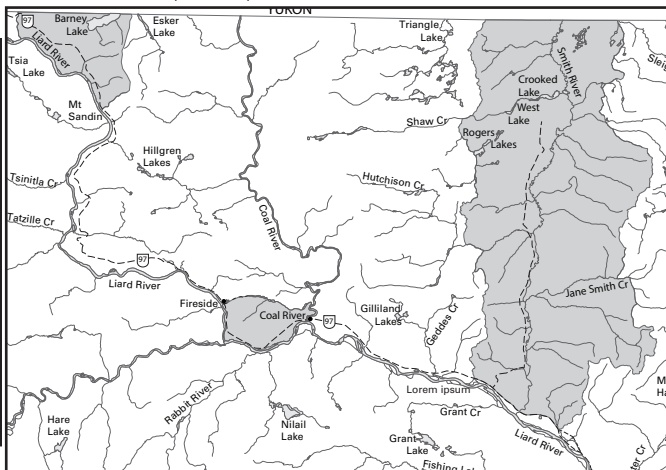 YUKON
97
Barney
Lake
Esker
Lake
Triangle
Lake
Liard River
Tsia
Lake
Smith River
Crooked
Lake
West
Lake
Mt
Sandin
Shaw Cr
Rogers
Lakes
Hillgren
Lakes
Tsinitla Cr
Hutchison Cr
Tatzille Cr
Coal River
97
Liard River
Jane Smith Cr
Fireside
Coal River
97
Gilliland
Lakes
Geddes Cr
Lorem ipsum
Rabbit River
Grant Cr
Hare
Lake
Nilail
Lake
Grant
Lake
Liard River